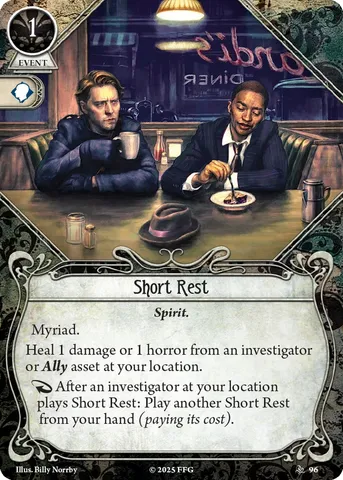 1
EVENT
andi's
DINER
Short Rest
Spirit.
Myriad.
Heal 1 damage or 1 horror from an investigator
or Ally asset at your location.
After an investigator at your location
plays Short Rest: Play another Short Rest
from your hand (paying its cost).
Illus. Billy Norrby
© 2025 FFG
96